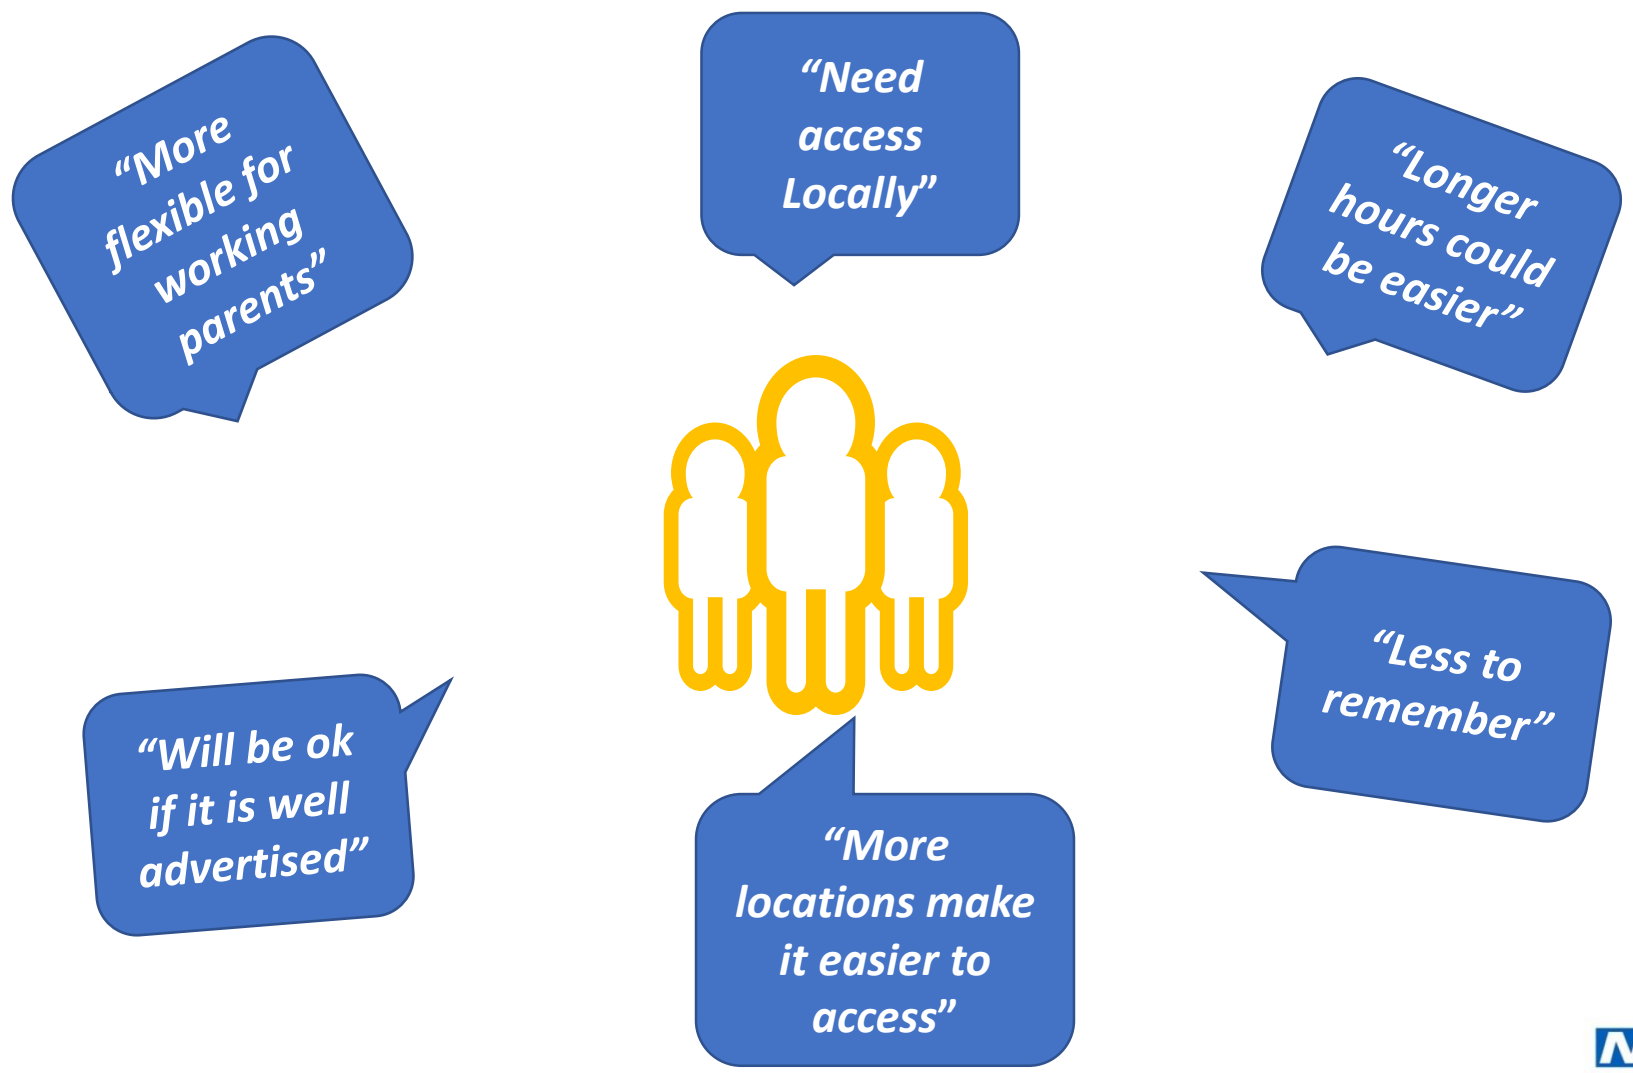 “More
flexible for
working
parents”
“Need
access
Locally”
“Longer
hours could
be easier”
“Will be ok
if it is well
advertised”
“More
locations make
it easier to
access”
“Less to
remember”
N